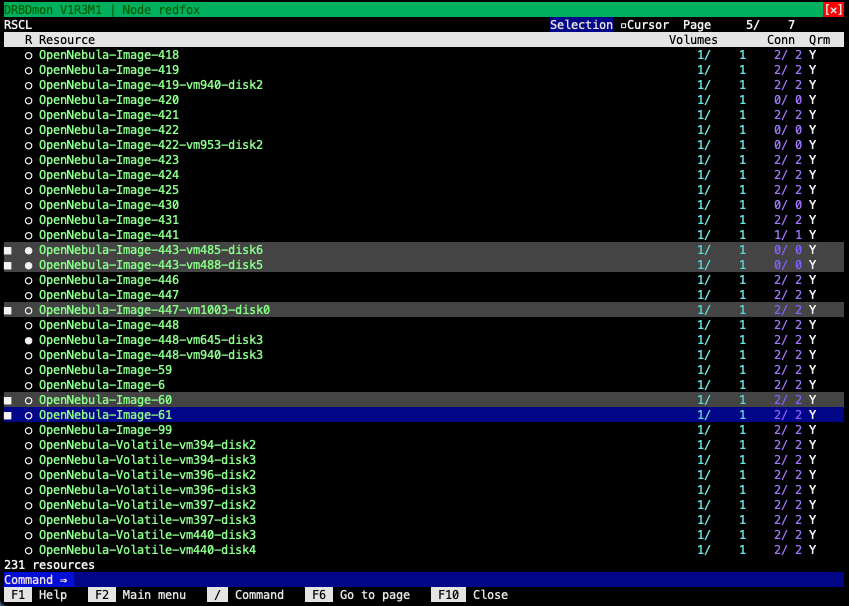 DRBDmon V1R3M1 | Node redfox [×]
RSCL Selection Cursor Page 5/ 7
R Resource Volumes Conn Qrm
OpenNebula-Image-418 1/ 1 2/ 2 Y
OpenNebula-Image-419 1/ 1 2/ 2 Y
OpenNebula-Image-419-vm940-disk2 1/ 1 2/ 2 Y
OpenNebula-Image-420 1/ 1 0/ 0 Y
OpenNebula-Image-421 1/ 1 2/ 2 Y
OpenNebula-Image-422 1/ 1 0/ 0 Y
OpenNebula-Image-422-vm953-disk2 1/ 1 0/ 0 Y
OpenNebula-Image-423 1/ 1 2/ 2 Y
OpenNebula-Image-424 1/ 1 2/ 2 Y
OpenNebula-Image-425 1/ 1 2/ 2 Y
OpenNebula-Image-430 1/ 1 0/ 0 Y
OpenNebula-Image-431 1/ 1 2/ 2 Y
OpenNebula-Image-441 1/ 1 1/ 1 Y
OpenNebula-Image-443-vm485-disk6 1/ 1 0/ 0 Y
OpenNebula-Image-443-vm488-disk5 1/ 1 0/ 0 Y
OpenNebula-Image-446 1/ 1 2/ 2 Y
OpenNebula-Image-447 1/ 1 2/ 2 Y
OpenNebula-Image-447-vm1003-disk0 1/ 1 2/ 2 Y
OpenNebula-Image-448 1/ 1 2/ 2 Y
OpenNebula-Image-448-vm645-disk3 1/ 1 2/ 2 Y
OpenNebula-Image-448-vm940-disk3 1/ 1 2/ 2 Y
OpenNebula-Image-59 1/ 1 2/ 2 Y
OpenNebula-Image-6 1/ 1 2/ 2 Y
OpenNebula-Image-60 1/ 1 2/ 2 Y
OpenNebula-Image-61 1/ 1 2/ 2 Y
OpenNebula-Image-99 1/ 1 2/ 2 Y
OpenNebula-Volatile-vm394-disk2 1/ 1 2/ 2 Y
OpenNebula-Volatile-vm394-disk3 1/ 1 2/ 2 Y
OpenNebula-Volatile-vm396-disk2 1/ 1 2/ 2 Y
OpenNebula-Volatile-vm396-disk3 1/ 1 2/ 2 Y
OpenNebula-Volatile-vm397-disk2 1/ 1 2/ 2 Y
OpenNebula-Volatile-vm397-disk3 1/ 1 2/ 2 Y
OpenNebula-Volatile-vm440-disk3 1/ 1 2/ 2 Y
OpenNebula-Volatile-vm440-disk4 1/ 1 2/ 2 Y
231 resources
Command ⇒
F1 Help F2 Main menu / Command F6 Go to page F10 Close